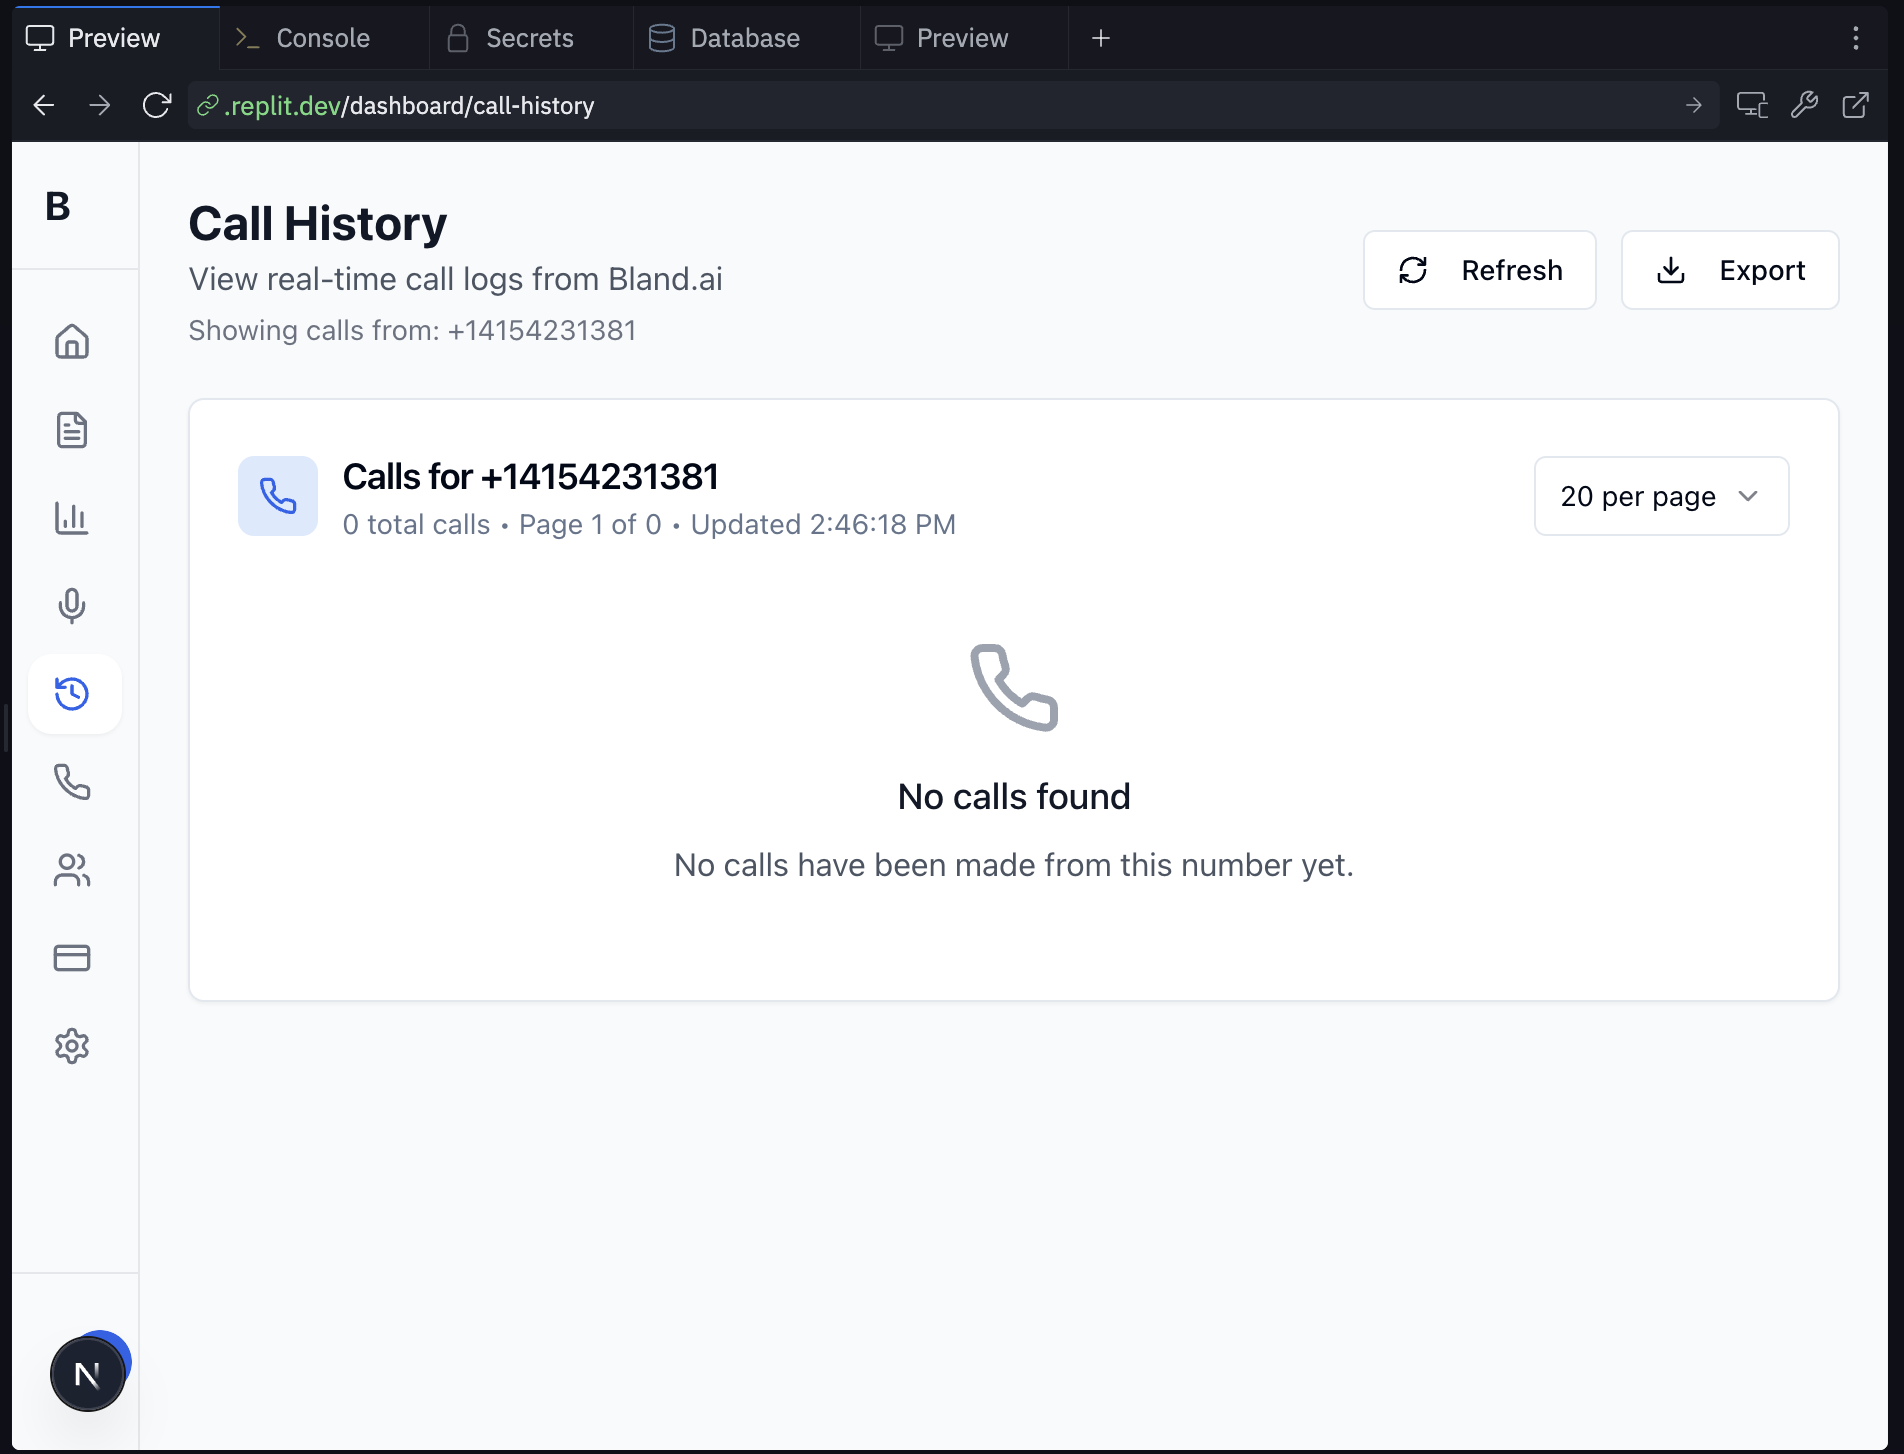 Preview
Console
Secrets
Database
Preview
.replit.dev/dashboard/call-history
B
Call History
View real-time call logs from Bland.ai
Showing calls from: +14154231381
Refresh
Export
Calls for +14154231381
0 total calls • Page 1 of 0 • Updated 2:46:18 PM
20 per page
No calls found
No calls have been made from this number yet.
N